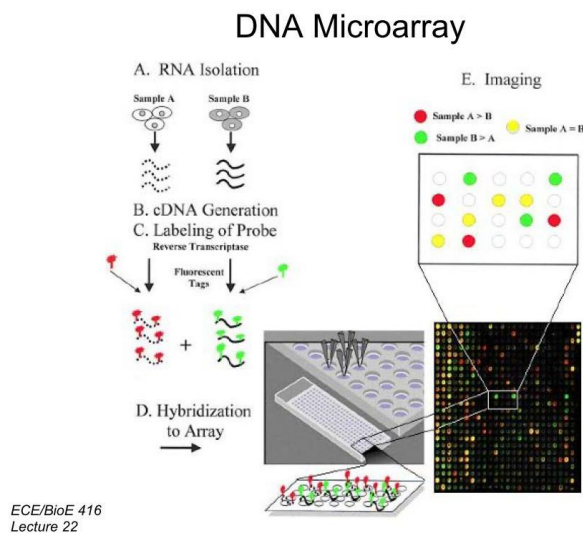 DNA Microarray
A. RNA Isolation
Sample A
Sample B
B. cDNA Generation
C. Labeling of Probe
Reverse Transcriptase
Fluorescent
Tags
+
D. Hybridization
to Array
E. Imaging
Sample A > B
Sample B > A
Sample A = B
ECE/BioE 416
Lecture 22